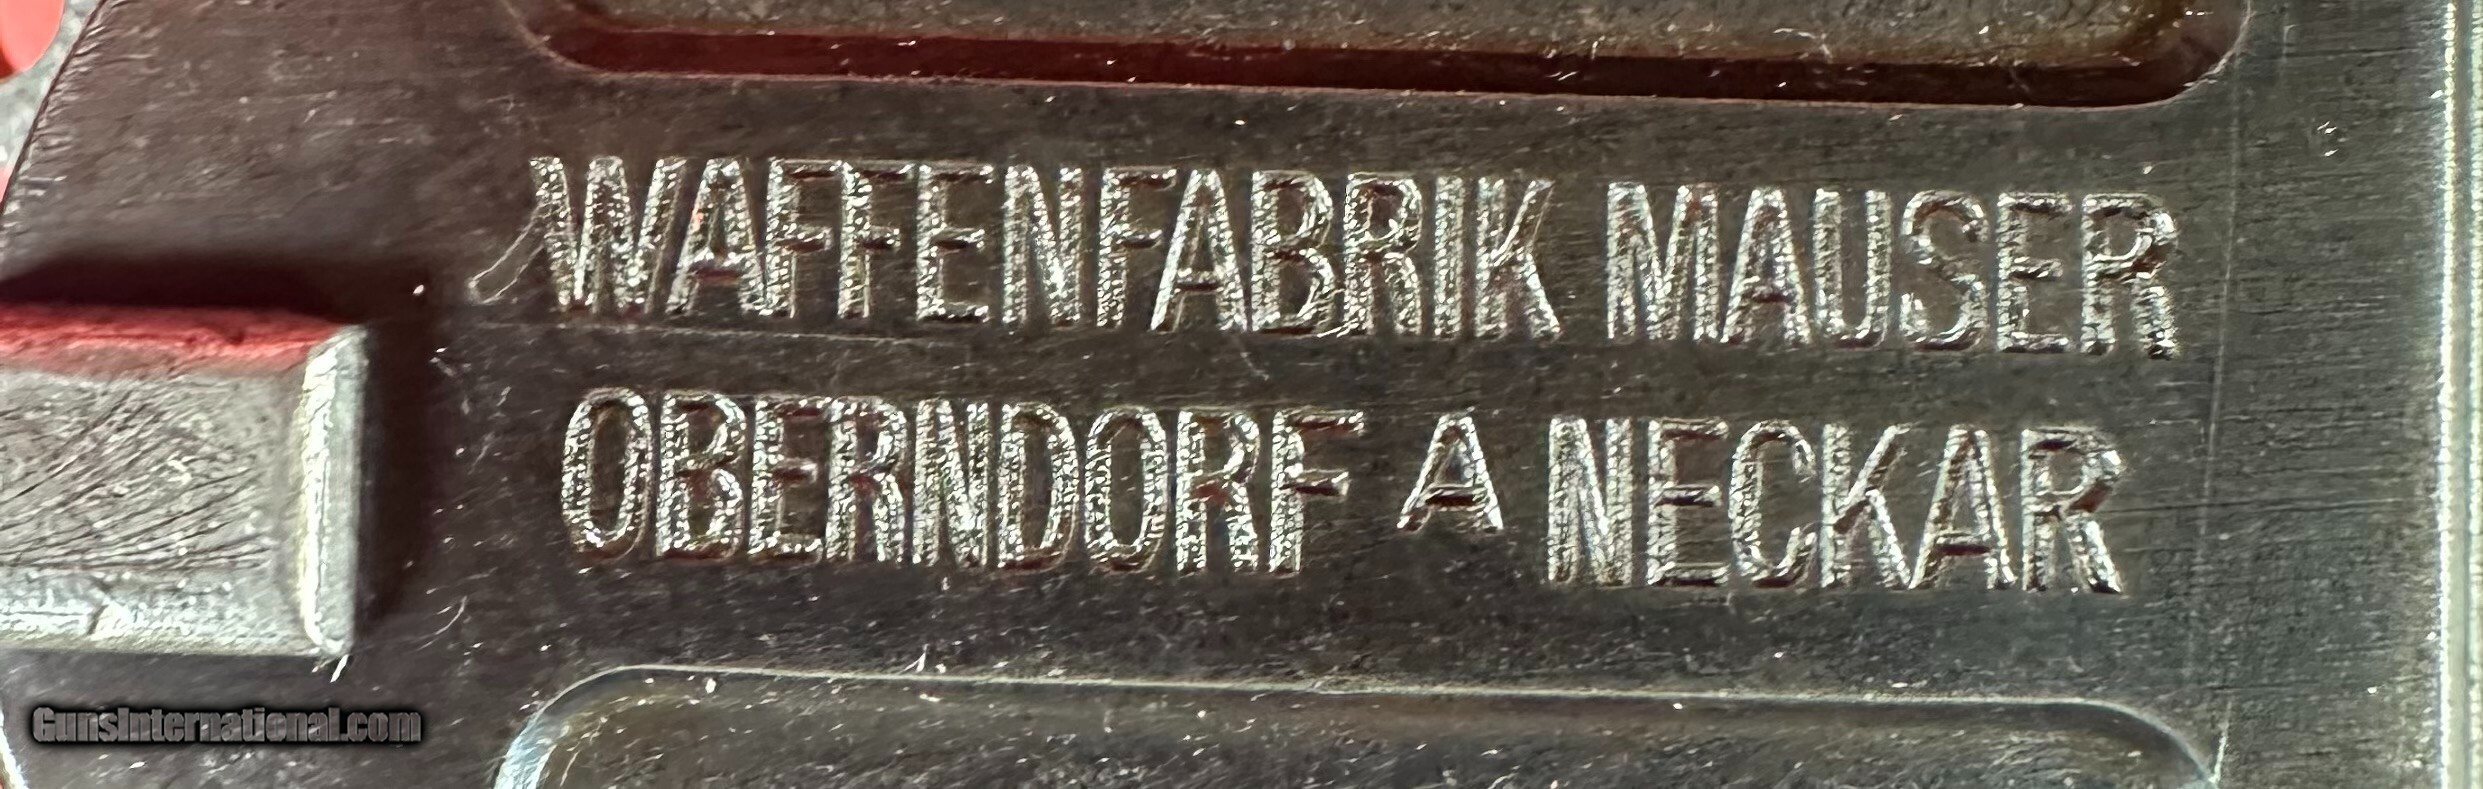 WAFFENFABRIK MAUSER
OBERNDORF A NECKAR
GunsInternational.com